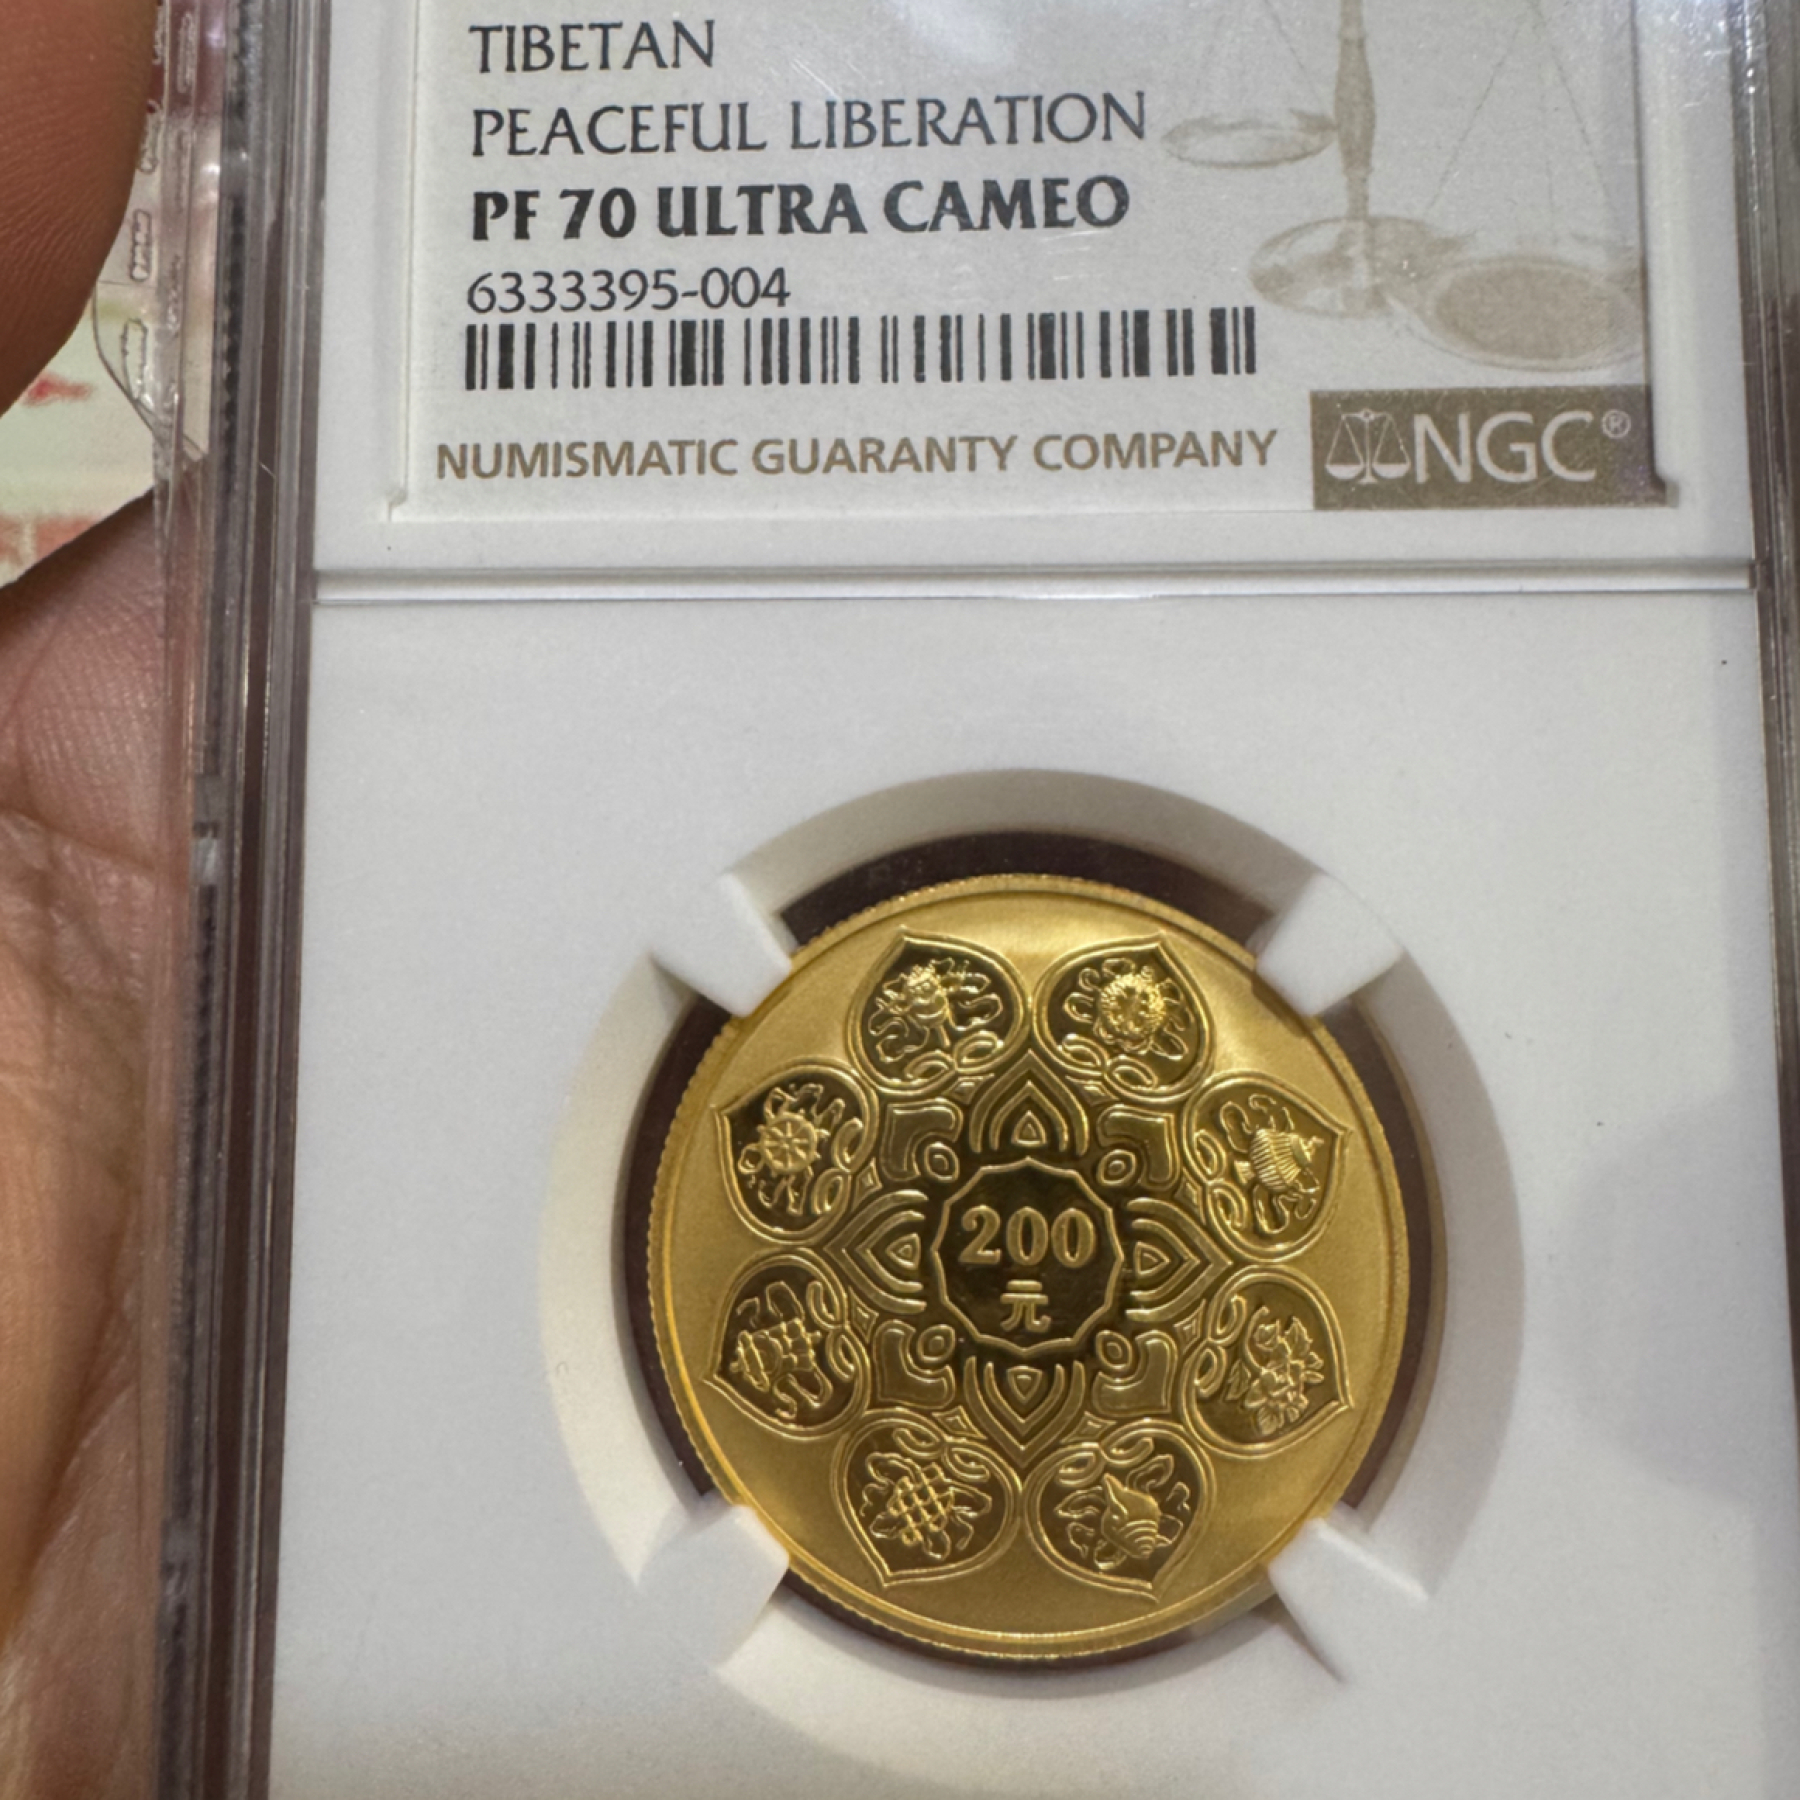 TIBETAN
PEACEFUL LIBERATION
PF 70 ULTRA CAMEO
6333395-004
NUMISMATIC GUARANTY COMPANY
NGC®
200
元